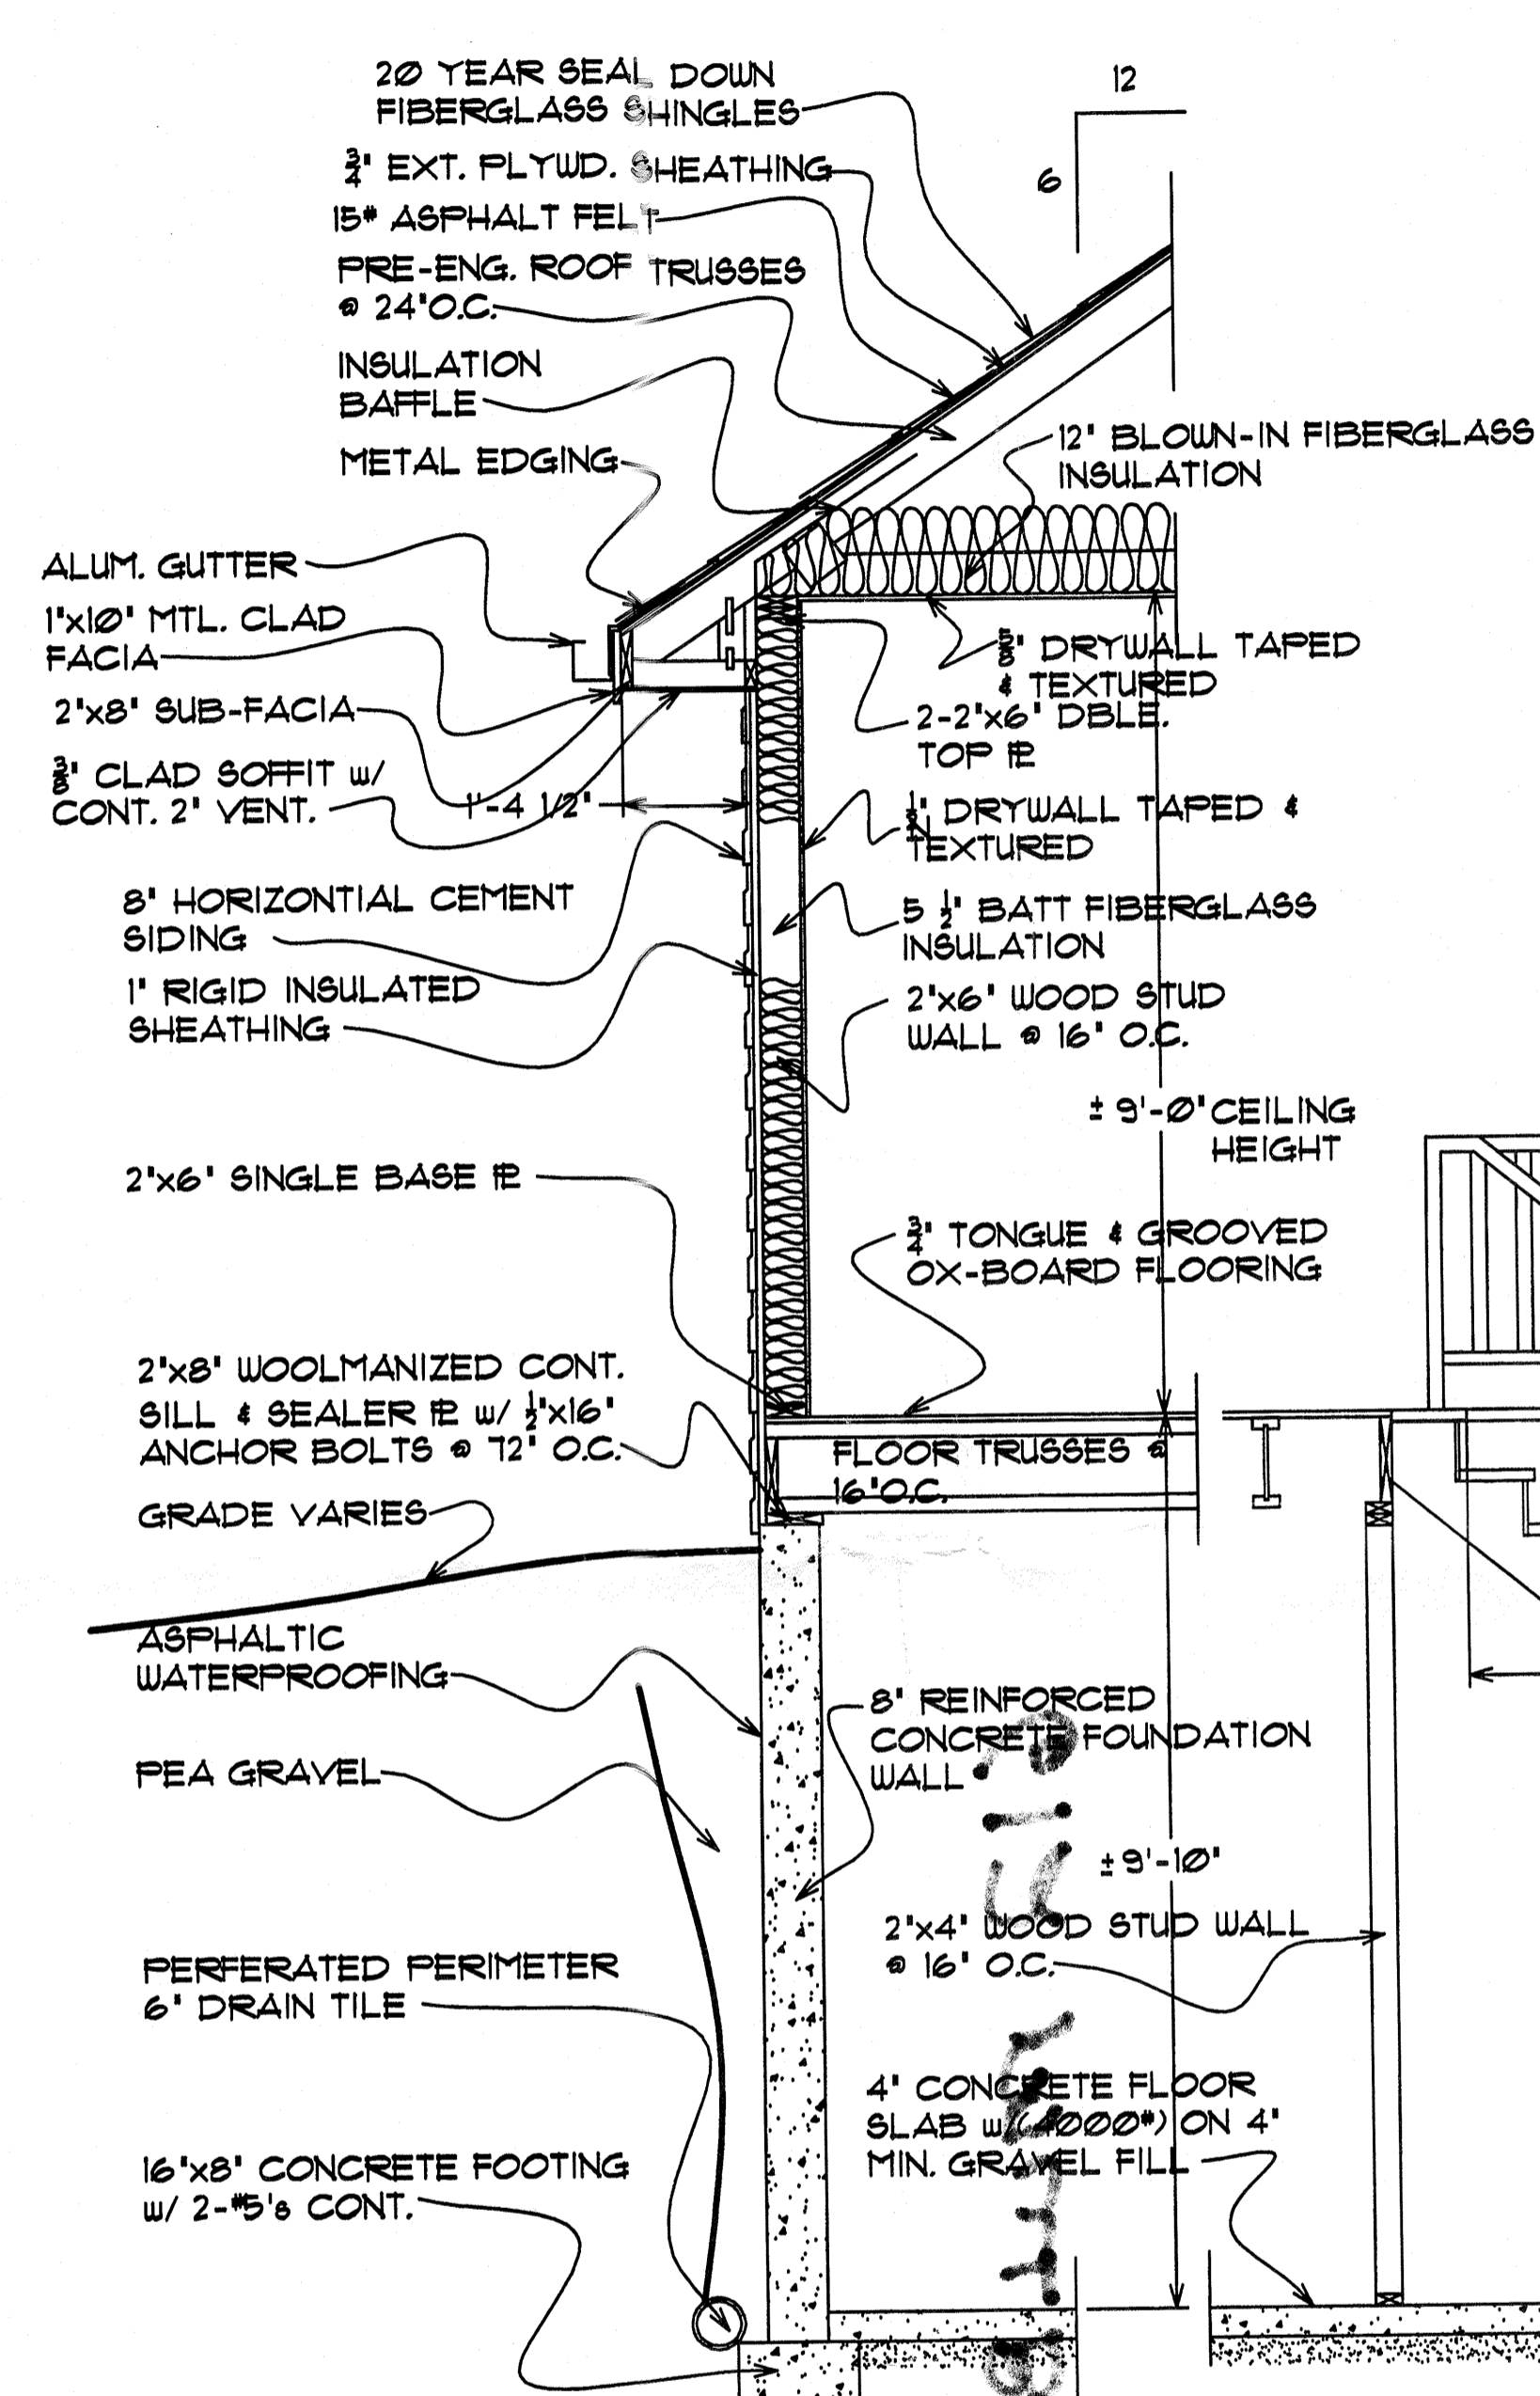 20 YEAR SEAL DOWN
FIBERGLASS SHINGLES
3/4" EXT. PLYWD. SHEATHING
15# ASPHALT FELT
PRE-ENG. ROOF TRUSSES
@ 24"O.C.
INSULATION
BAFFLE
METAL EDGING
12
6
12" BLOWN-IN FIBERGLASS
INSULATION
ALUM. GUTTER
1"x10" MTL. CLAD
FACIA
2"x8" SUB-FACIA
3/8" CLAD SOFFIT w/
CONT. 2" VENT.
1'-4 1/2"
5/8" DRYWALL TAPED
& TEXTURED
2-2"x6" DBLE.
TOP PL
DRYWALL TAPED &
TEXTURED
8" HORIZONTIAL CEMENT
SIDING
1" RIGID INSULATED
SHEATHING
5 1/2" BATT FIBERGLASS
INSULATION
2"x6" WOOD STUD
WALL @ 16" O.C.
± 9'-0" CEILING
HEIGHT
2"x6" SINGLE BASE PL
3/4" TONGUE & GROOVED
OX-BOARD FLOORING
2"x8" WOOLMANIZED CONT.
SILL & SEALER PL w/ 1/2"x16"
ANCHOR BOLTS @ 72" O.C.
FLOOR TRUSSES @
16"O.C.
GRADE VARIES
ASPHALTIC
WATERPROOFING
PEA GRAVEL
8" REINFORCED
CONCRETE FOUNDATION
WALL
± 9'-10"
2"x4" WOOD STUD WALL
@ 16" O.C.
PERFERATED PERIMETER
6" DRAIN TILE
4" CONCRETE FLOOR
SLAB w/(4000#) ON 4"
MIN. GRAVEL FILL
16"x8" CONCRETE FOOTING
w/ 2-#5's CONT.